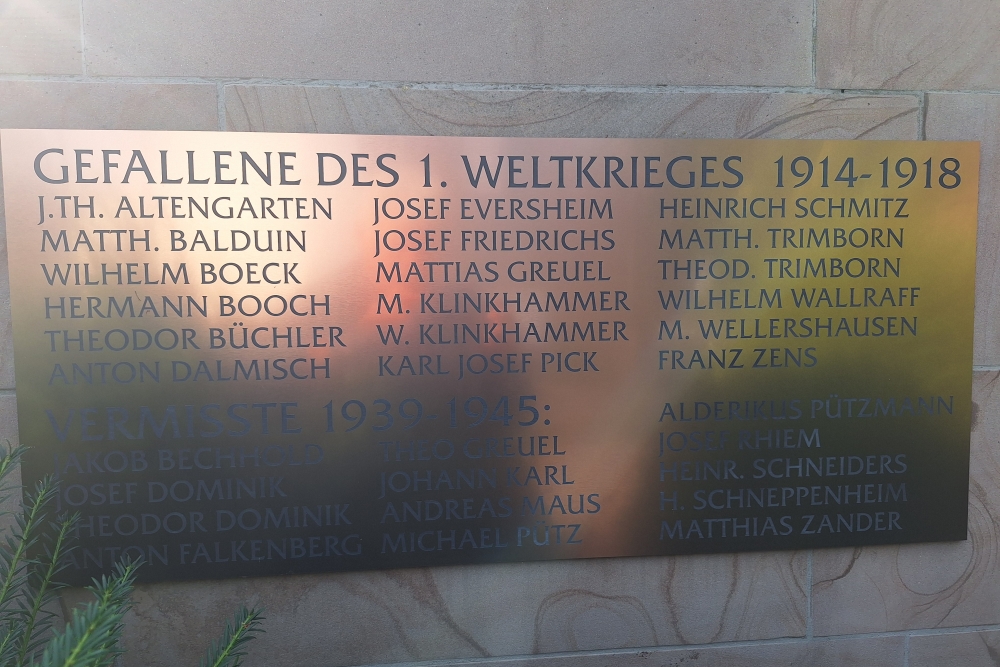 GEFALLENE DES 1. WELTKRIEGES 1914-1918
J.TH. ALTENGARTEN
MATTH. BALDUIN
WILHELM BOECK
HERMANN BOOCH
THEODOR BÜCHLER
ANTON DALMISCH
JOSEF EVERSHEIM
JOSEF FRIEDRICHS
MATTIAS GREUEL
M. KLINKHAMMER
W. KLINKHAMMER
KARL JOSEF PICK
HEINRICH SCHMITZ
MATTH. TRIMBORN
THEOD. TRIMBORN
WILHELM WALLRAFF
M. WELLERSHAUSEN
FRANZ ZENS
VERMISSTE 1939-1945:
JAKOB BECHHOLD
JOSEF DOMINIK
THEODOR DOMINIK
ANTON FALKENBERG
THEO GREUEL
JOHANN KARL
ANDREAS MAUS
MICHAEL PÜTZ
ALDERIKUS PÜTZMANN
JOSEF RHIEM
HEINR. SCHNEIDERS
H. SCHNEPPENHEIM
MATTHIAS ZANDER